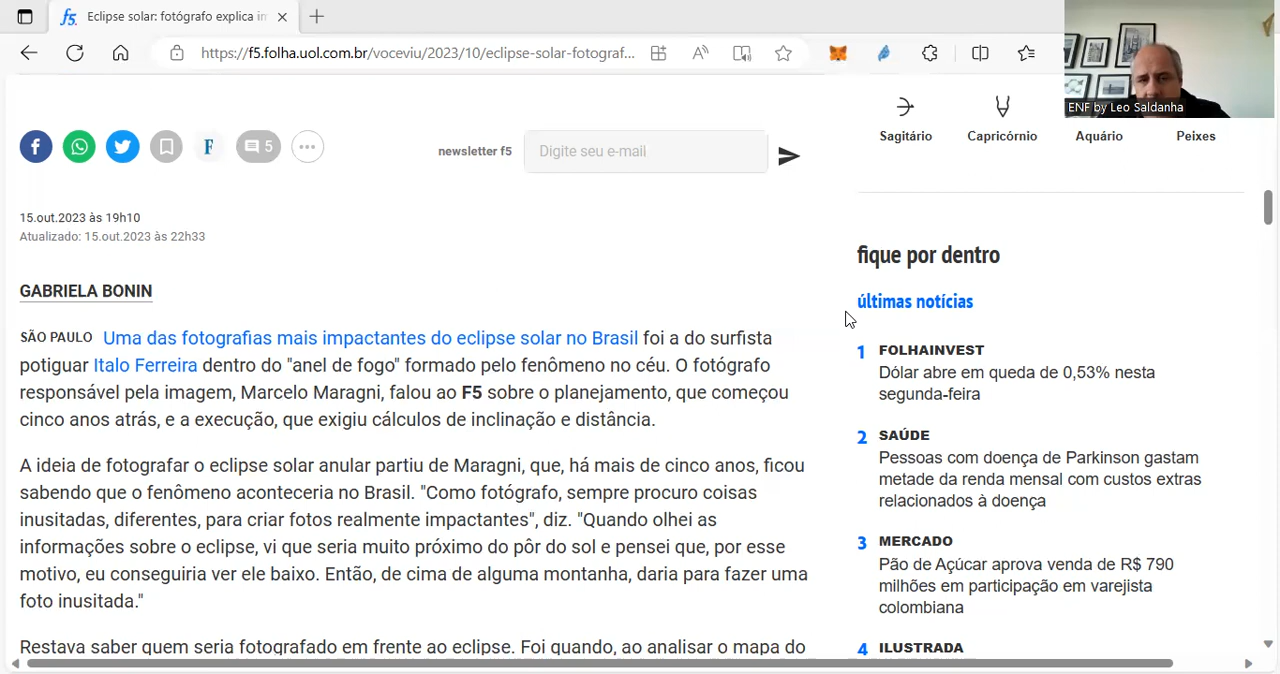 f5. Eclipse solar: fotógrafo explica im
https://f5.folha.uol.com.br/voceviu/2023/10/eclipse-solar-fotograf...
ENF by Leo Saldanha
Sagitário Capricórnio Aquário Peixes
F 5
newsletter f5 Digite seu e-mail
15.out.2023 às 19h10
Atualizado: 15.out.2023 às 22h33
GABRIELA BONIN
SÃO PAULO Uma das fotografias mais impactantes do eclipse solar no Brasil foi a do surfista
potiguar Italo Ferreira dentro do "anel de fogo" formado pelo fenômeno no céu. O fotógrafo
responsável pela imagem, Marcelo Maragni, falou ao F5 sobre o planejamento, que começou
cinco anos atrás, e a execução, que exigiu cálculos de inclinação e distância.
A ideia de fotografar o eclipse solar anular partiu de Maragni, que, há mais de cinco anos, ficou
sabendo que o fenômeno aconteceria no Brasil. "Como fotógrafo, sempre procuro coisas
inusitadas, diferentes, para criar fotos realmente impactantes", diz. "Quando olhei as
informações sobre o eclipse, vi que seria muito próximo do pôr do sol e pensei que, por esse
motivo, eu conseguiria ver ele baixo. Então, de cima de alguma montanha, daria para fazer uma
foto inusitada."
Restava saber quem seria fotografado em frente ao eclipse. Foi quando, ao analisar o mapa do
fique por dentro
últimas notícias
1 FOLHAINVEST
Dólar abre em queda de 0,53% nesta
segunda-feira
2 SAÚDE
Pessoas com doença de Parkinson gastam
metade da renda mensal com custos extras
relacionados à doença
3 MERCADO
Pão de Açúcar aprova venda de R$ 790
milhões em participação em varejista
colombiana
4 ILUSTRADA